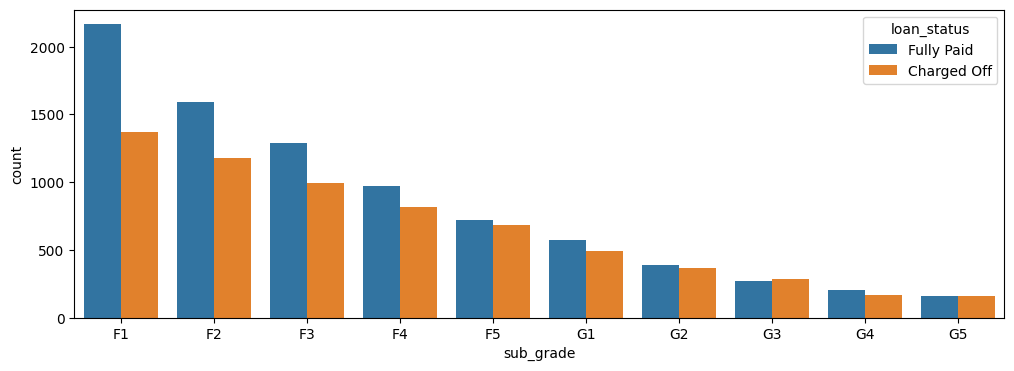 loan_status
Fully Paid
Charged Off
2000
1500
1000
500
0
count
F1 F2 F3 F4 F5 G1 G2 G3 G4 G5
sub_grade